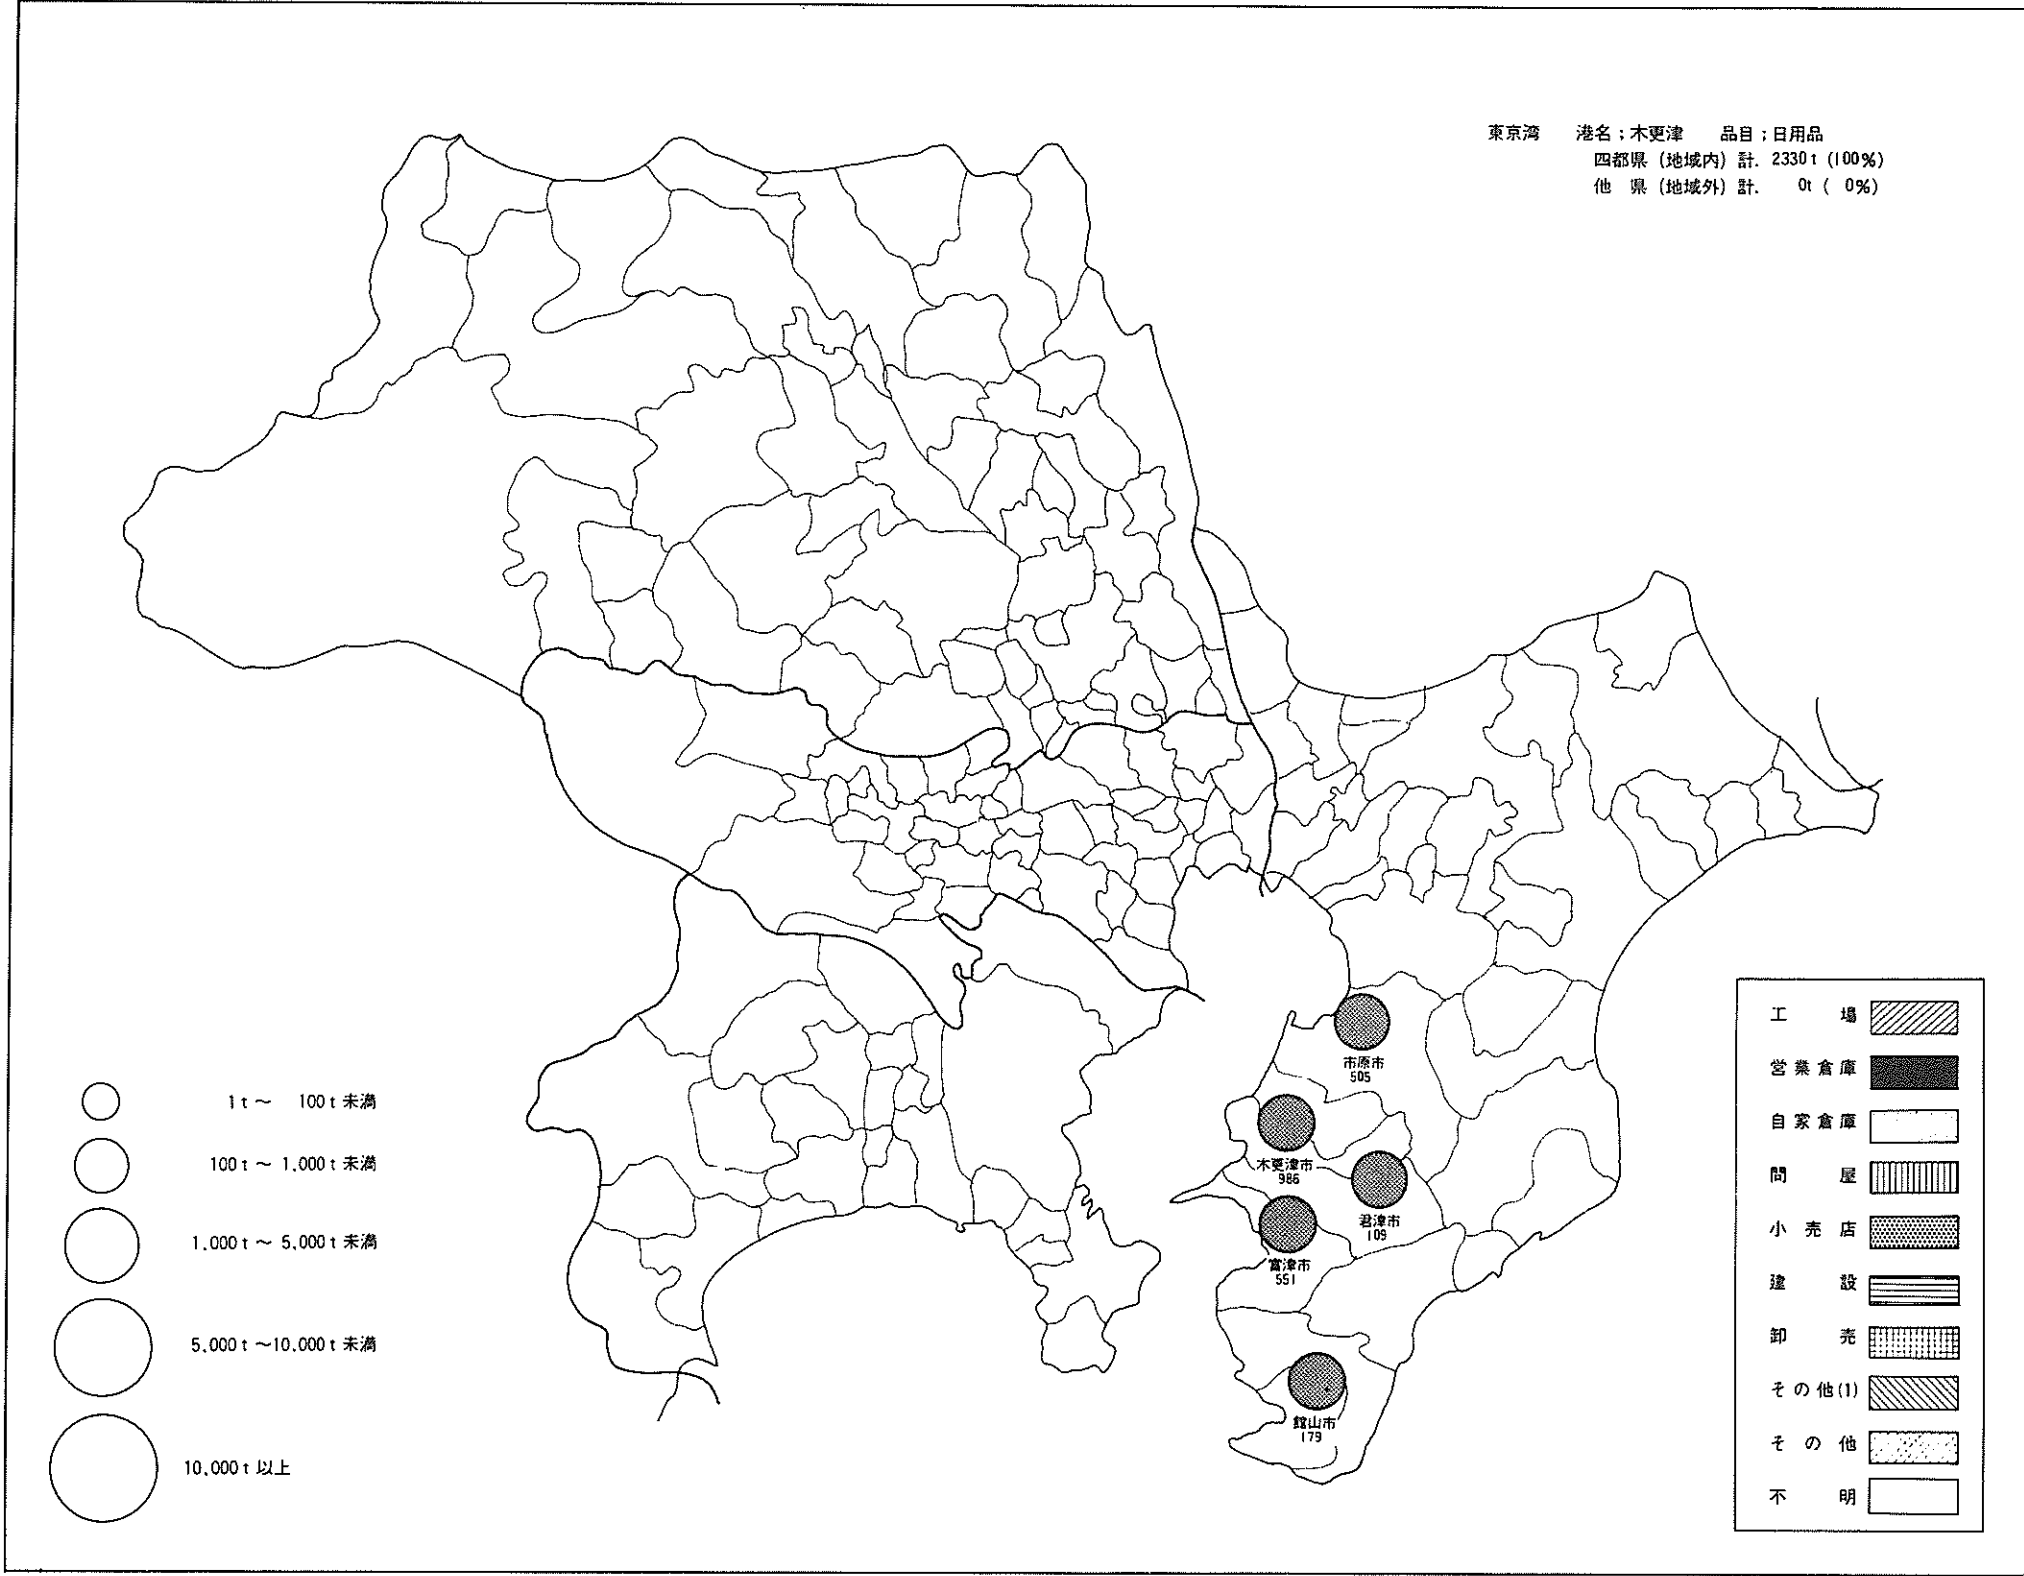 東京湾 港名；木更津 品目；日用品
四都県（地域内）計. 2330t (100%)
他 県（地域外）計. 0t ( 0%)
市原市
505
木更津市
986
君津市
109
富津市
551
館山市
179
1t～ 100t未満
100t～ 1,000t未満
1,000t～ 5,000t未満
5,000t～10,000t未満
10,000t以上
工 場
営業倉庫
自家倉庫
問 屋
小 売 店
建 設
卸 売
その他(1)
そ の 他
不 明